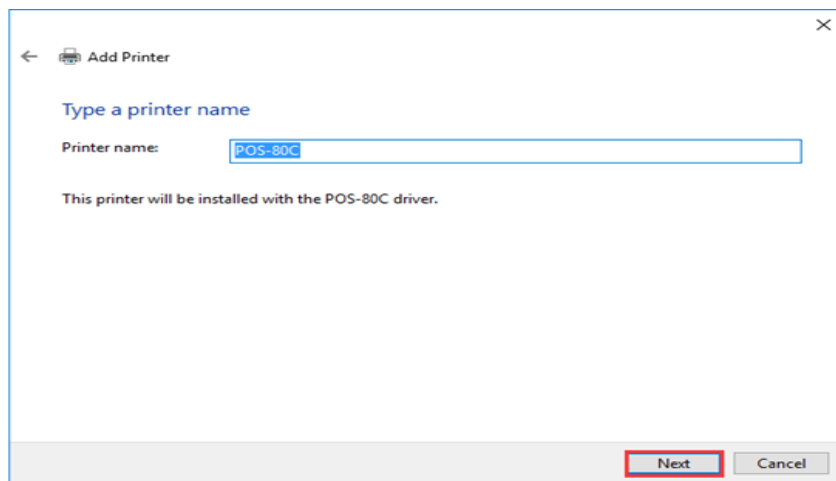 Add Printer
Type a printer name
Printer name: POS-80C
This printer will be installed with the POS-80C driver.
Next Cancel